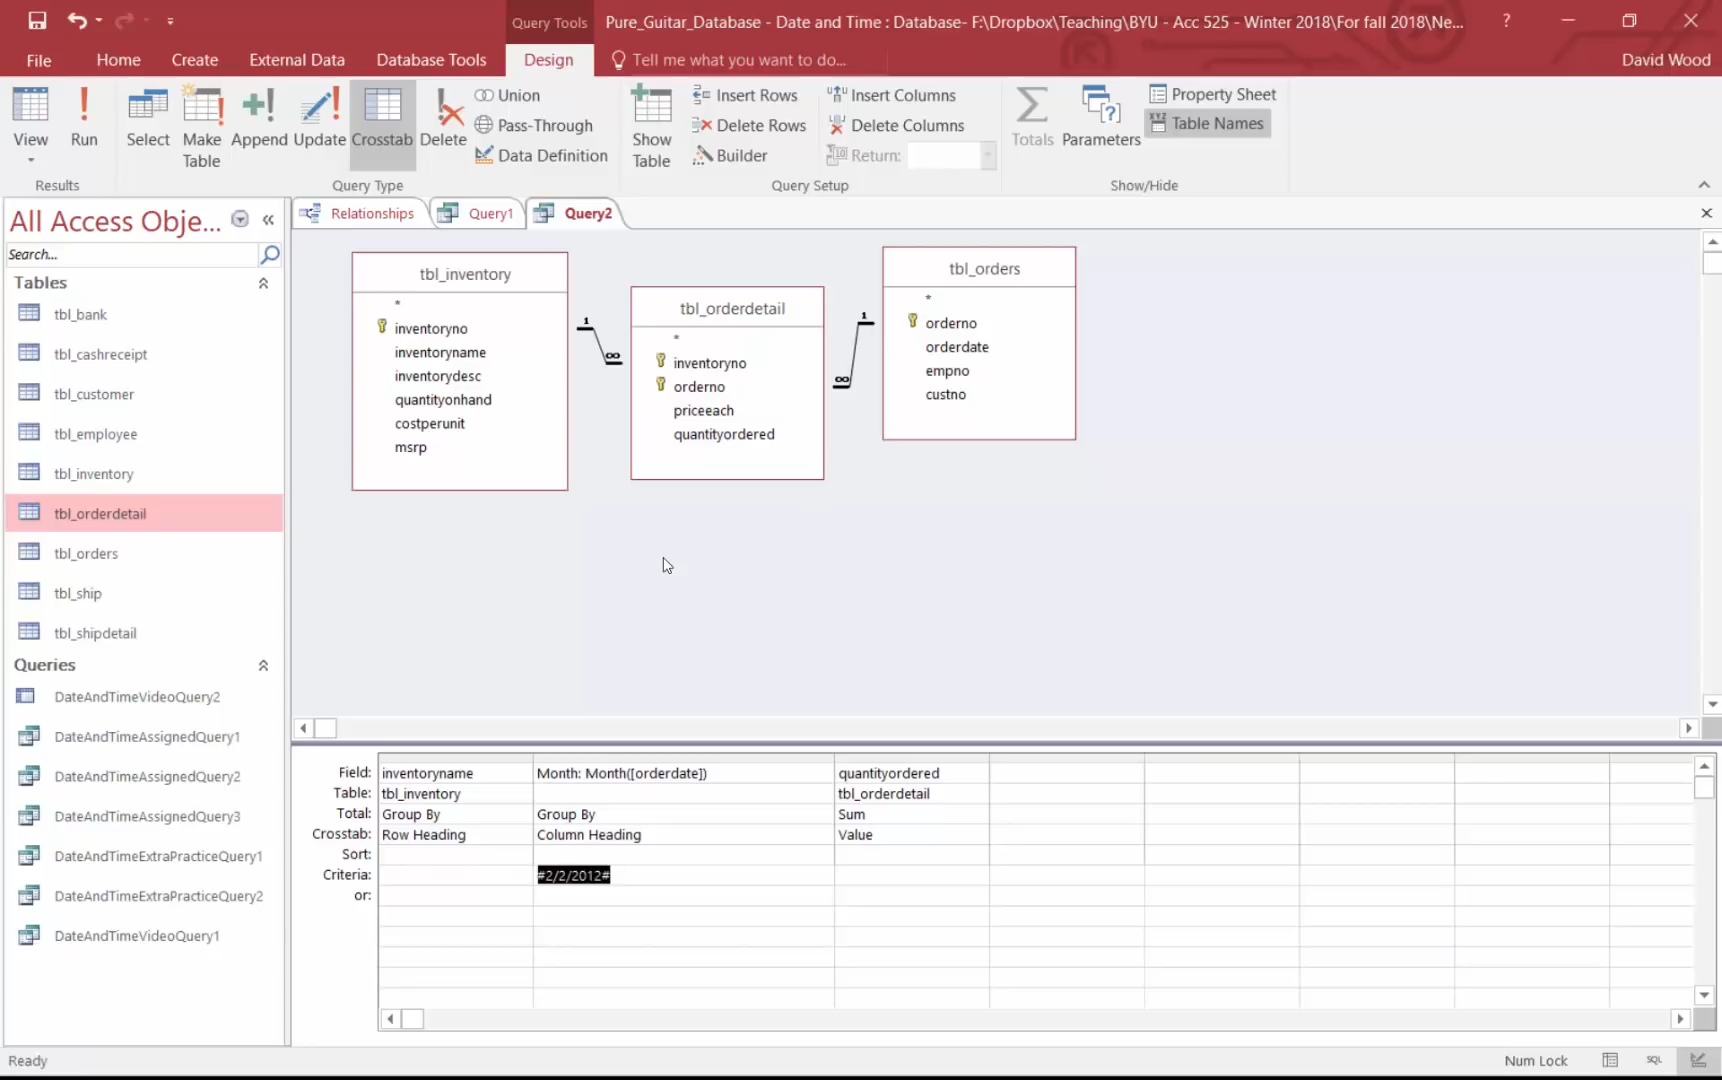 Query Tools
Pure_Guitar_Database - Date and Time : Database- F:\Dropbox\Teaching\BYU - Acc 525 - Winter 2018\For fall 2018\Ne...
?
File
Home
Create
External Data
Database Tools
Design
Tell me what you want to do...
David Wood
View
Run
Select
Make Table
Append
Update
Crosstab
Delete
Union
Pass-Through
Data Definition
Show Table
Insert Rows
Delete Rows
Builder
Insert Columns
Delete Columns
Return:
Totals
Parameters
Property Sheet
Table Names
Results
Query Type
Query Setup
Show/Hide
All Access Obje...
Search...
Tables
tbl_bank
tbl_cashreceipt
tbl_customer
tbl_employee
tbl_inventory
tbl_orderdetail
tbl_orders
tbl_ship
tbl_shipdetail
Queries
DateAndTimeVideoQuery2
DateAndTimeAssignedQuery1
DateAndTimeAssignedQuery2
DateAndTimeAssignedQuery3
DateAndTimeExtraPracticeQuery1
DateAndTimeExtraPracticeQuery2
DateAndTimeVideoQuery1
Relationships
Query1
Query2
tbl_inventory
*
inventoryno
inventoryname
inventorydesc
quantityonhand
costperunit
msrp
1
∞
tbl_orderdetail
*
inventoryno
orderno
priceeach
quantityordered
1
∞
tbl_orders
*
orderno
orderdate
empno
custno
Field: inventoryname Month: Month([orderdate]) quantityordered
Table: tbl_inventory tbl_orderdetail
Total: Group By Group By Sum
Crosstab: Row Heading Column Heading Value
Sort:
Criteria: #2/2/2012#
or:
Ready
Num Lock
SQL